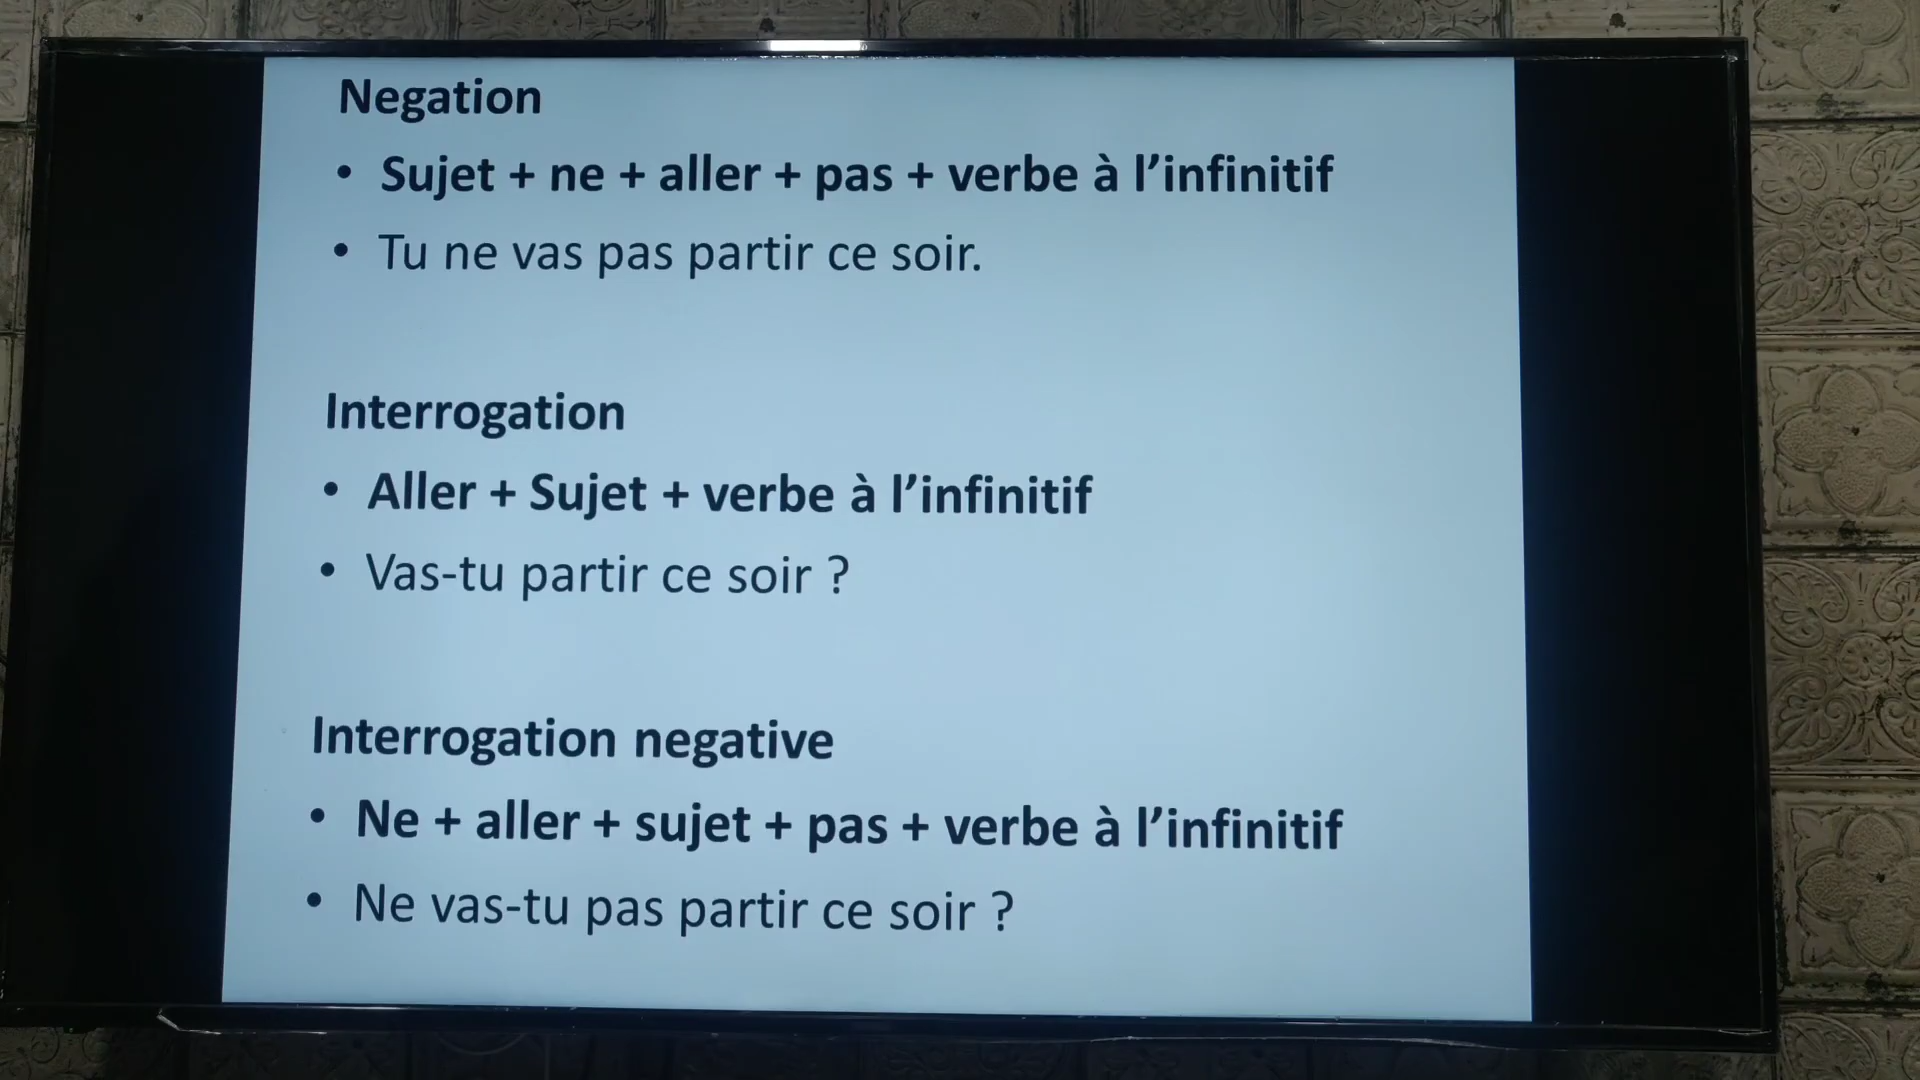 Negation
• Sujet + ne + aller + pas + verbe à l’infinitif
• Tu ne vas pas partir ce soir.
Interrogation
• Aller + Sujet + verbe à l’infinitif
• Vas-tu partir ce soir ?
Interrogation negative
• Ne + aller + sujet + pas + verbe à l’infinitif
• Ne vas-tu pas partir ce soir ?